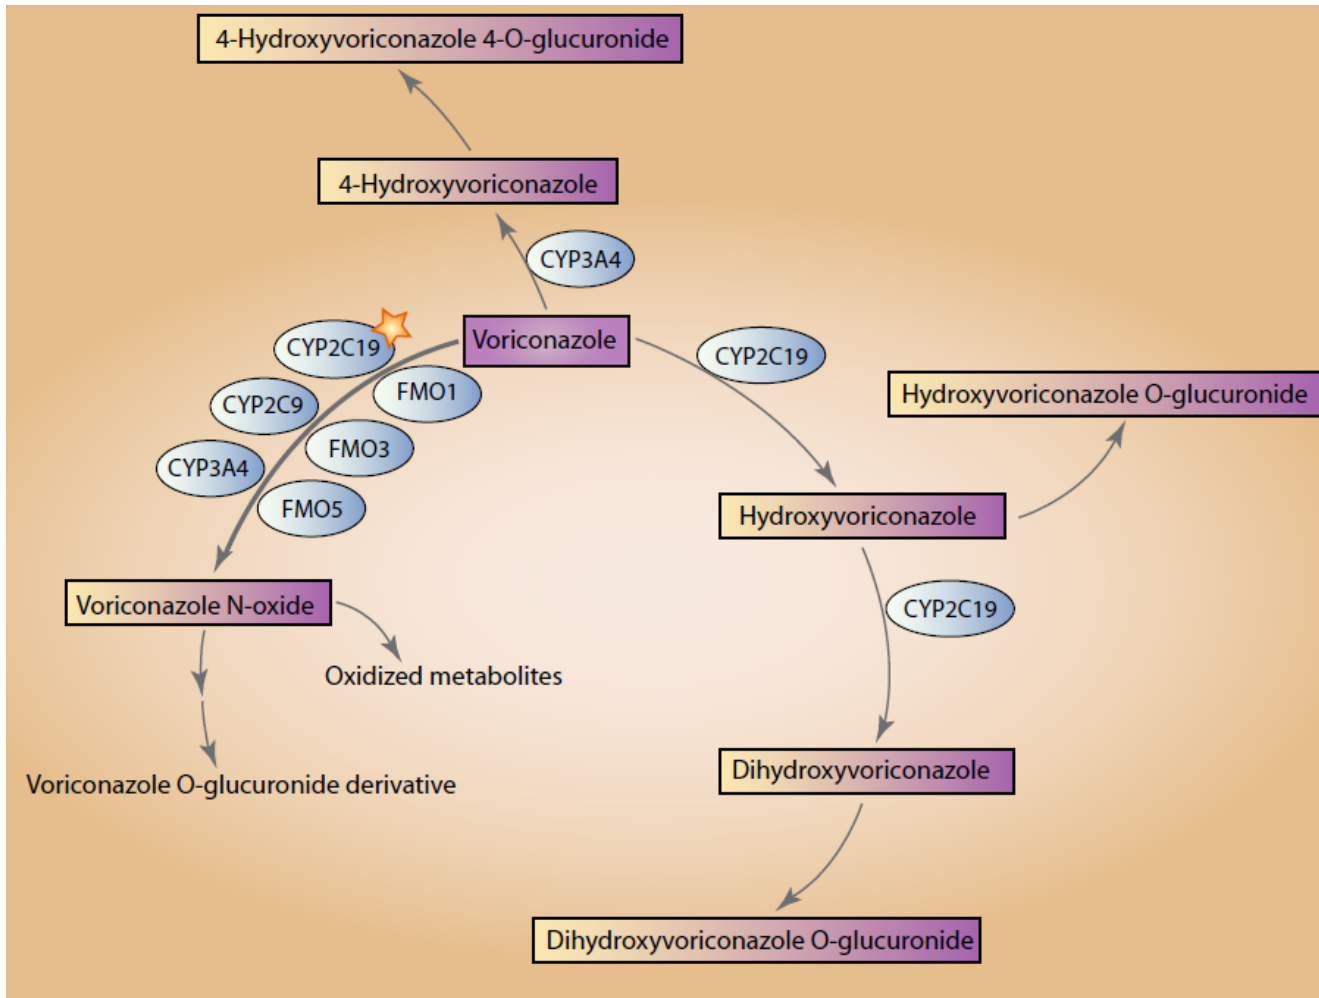 4-Hydroxyvoriconazole 4-O-glucuronide
4-Hydroxyvoriconazole
CYP3A4
Voriconazole
CYP2C19
CYP2C19
FMO1
Hydroxyvoriconazole O-glucuronide
CYP2C9
FMO3
CYP3A4
FMO5
Hydroxyvoriconazole
Voriconazole N-oxide
CYP2C19
Oxidized metabolites
Dihydroxyvoriconazole
Voriconazole O-glucuronide derivative
Dihydroxyvoriconazole O-glucuronide